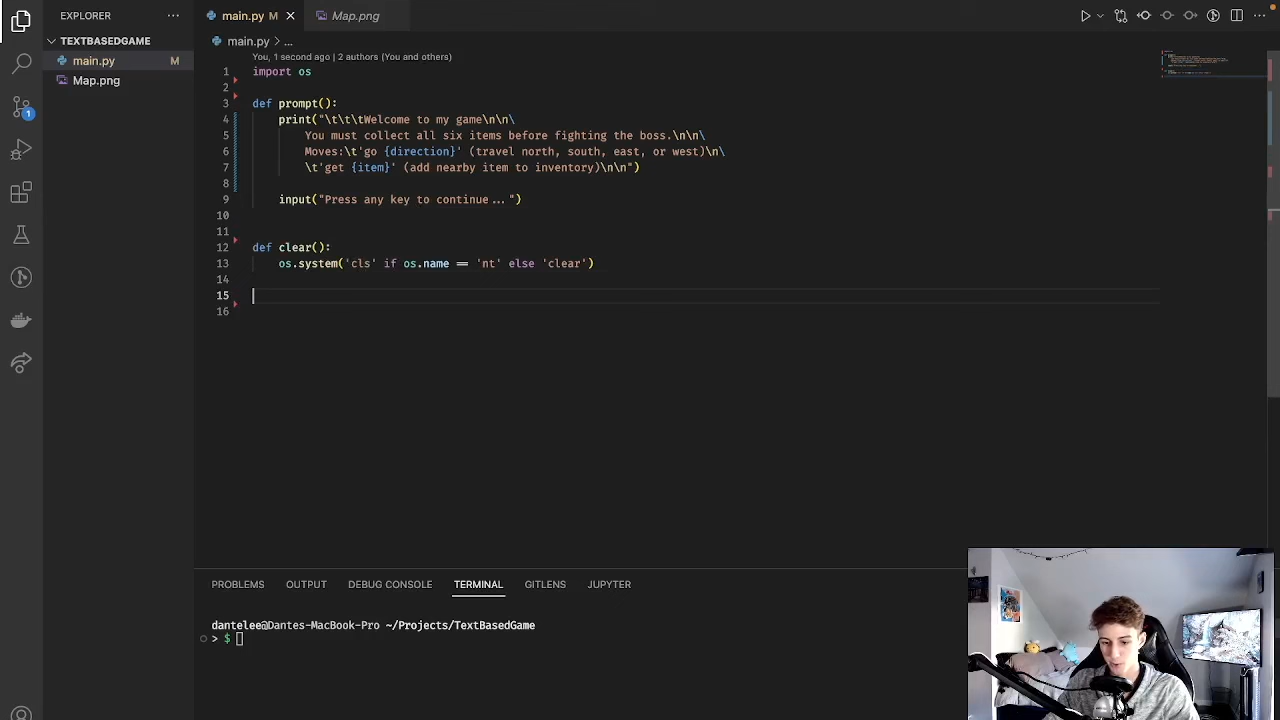 EXPLORER
TEXTBASEDGAME
main.py M
Map.png
1
main.py M
Map.png
main.py > ...
You, 1 second ago | 2 authors (You and others)
1 import os
2
3 def prompt():
4 print("\t\t\tWelcome to my game\n\n\
5 You must collect all six items before fighting the boss.\n\n\
6 Moves:\t'go {direction}' (travel north, south, east, or west)\n\
7 \t'get {item}' (add nearby item to inventory)\n\n")
8
9 input("Press any key to continue...")
10
11
12 def clear():
13 os.system('cls' if os.name == 'nt' else 'clear')
14
15
16
PROBLEMS OUTPUT DEBUG CONSOLE TERMINAL GITLENS JUPYTER
dantelee@Dantes-MacBook-Pro ~/Projects/TextBasedGame
> $